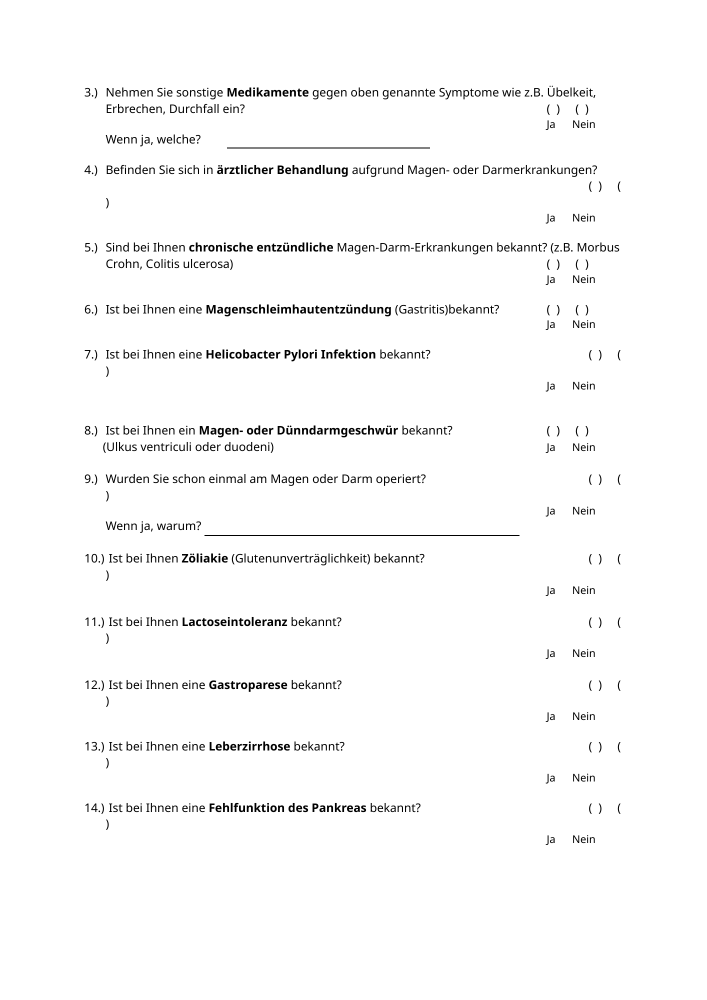 3.) Nehmen Sie sonstige Medikamente gegen oben genannte Symptome wie z.B. Übelkeit,
Erbrechen, Durchfall ein? ( ) ( )
Ja Nein
Wenn ja, welche? 
4.) Befinden Sie sich in ärztlicher Behandlung aufgrund Magen- oder Darmerkrankungen?
( ) (
)
Ja Nein
5.) Sind bei Ihnen chronische entzündliche Magen-Darm-Erkrankungen bekannt? (z.B. Morbus
Crohn, Colitis ulcerosa) ( ) ( )
Ja Nein
6.) Ist bei Ihnen eine Magenschleimhautentzündung (Gastritis)bekannt? ( ) ( )
Ja Nein
7.) Ist bei Ihnen eine Helicobacter Pylori Infektion bekannt? ( ) (
)
Ja Nein
8.) Ist bei Ihnen ein Magen- oder Dünndarmgeschwür bekannt? ( ) ( )
(Ulkus ventriculi oder duodeni) Ja Nein
9.) Wurden Sie schon einmal am Magen oder Darm operiert? ( ) (
)
Ja Nein
Wenn ja, warum?
10.) Ist bei Ihnen Zöliakie (Glutenunverträglichkeit) bekannt? ( ) (
)
Ja Nein
11.) Ist bei Ihnen Lactoseintoleranz bekannt? ( ) (
)
Ja Nein
12.) Ist bei Ihnen eine Gastroparese bekannt? ( ) (
)
Ja Nein
13.) Ist bei Ihnen eine Leberzirrhose bekannt? ( ) (
)
Ja Nein
14.) Ist bei Ihnen eine Fehlfunktion des Pankreas bekannt? ( ) (
)
Ja Nein